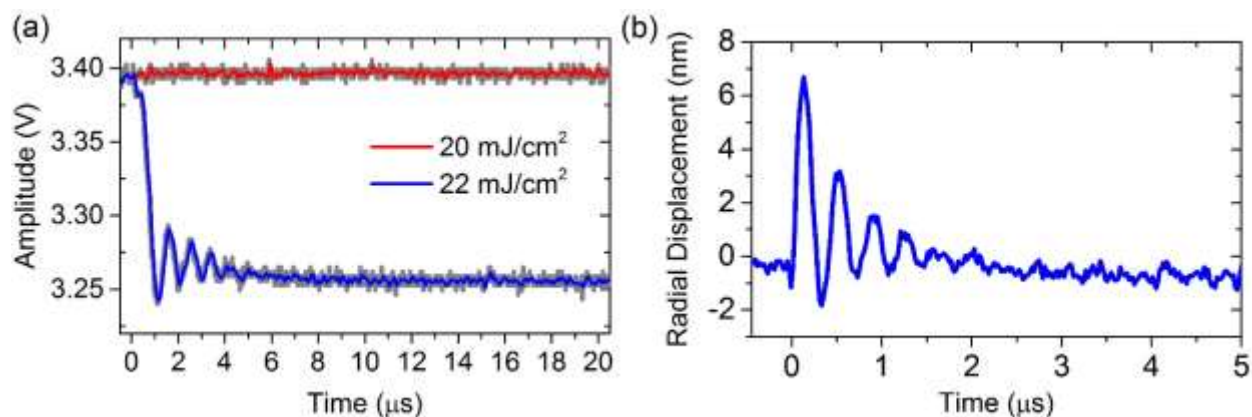 (a)
Amplitude (V)
3.40
3.35
3.30
3.25
20 mJ/cm²
22 mJ/cm²
0 2 4 6 8 10 12 14 16 18 20
Time (μs)
(b)
Radial Displacement (nm)
8
6
4
2
0
-2
0 1 2 3 4 5
Time (μs)